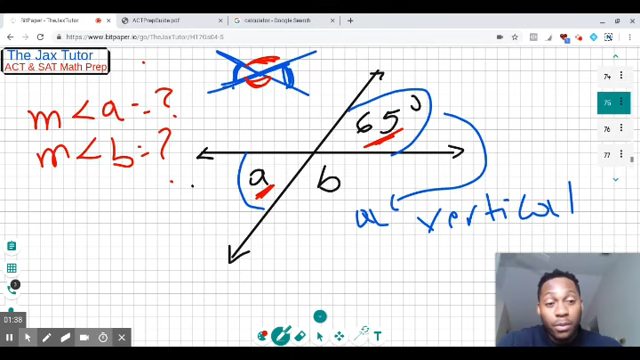 BitPaper
ACTPrepGuide.pdf
calculator - Google Search
https://www.bitpaper.io/go/TheJaxTutor/H170q64-S
The Jax Tutor
ACT & SAT Math Prep
m<a=?
m<b=?
65°
a
b
vertical
74
75
76
77
01:38
T